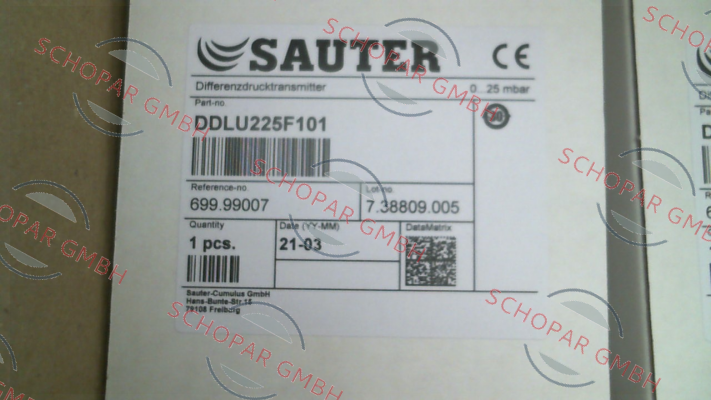 SAUTER CE
Differenzdrucktransmitter 0...25 mbar
Part-no.
DDLU225F101
30
Reference-no. Lot-no.
699.99007 7.38809.005
Quantity Date (YY-MM) DataMatrix
1 pcs. 21-03
Sauter-Cumulus GmbH
Hans-Bunte-Str.15
79108 Freiburg
SCHOPAR GMBH
SCHOPAR GMBH
SCHOPAR GMBH
SCHOPAR GMBH
SCHOPAR GMBH
SCHOPAR GMBH
SCHOPAR GMBH